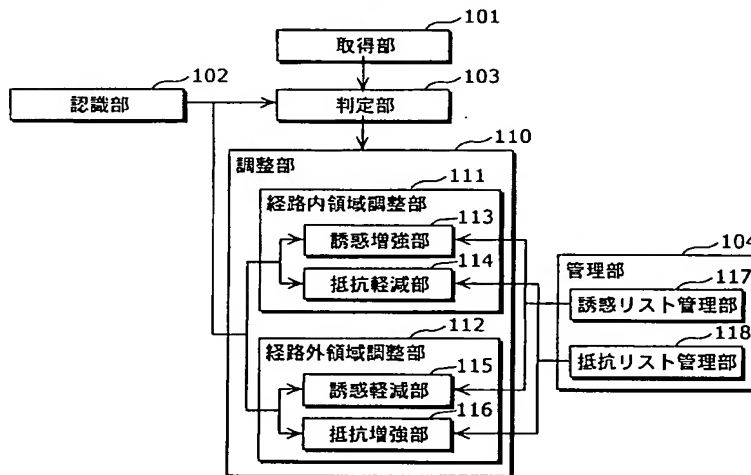 101
取得部
102
103
認識部
判定部
110
調整部
111
経路内領域調整部
113
誘惑増強部
114
抵抗軽減部
104
管理部
117
誘惑リスト管理部
118
抵抗リスト管理部
112
経路外領域調整部
115
誘惑軽減部
116
抵抗増強部